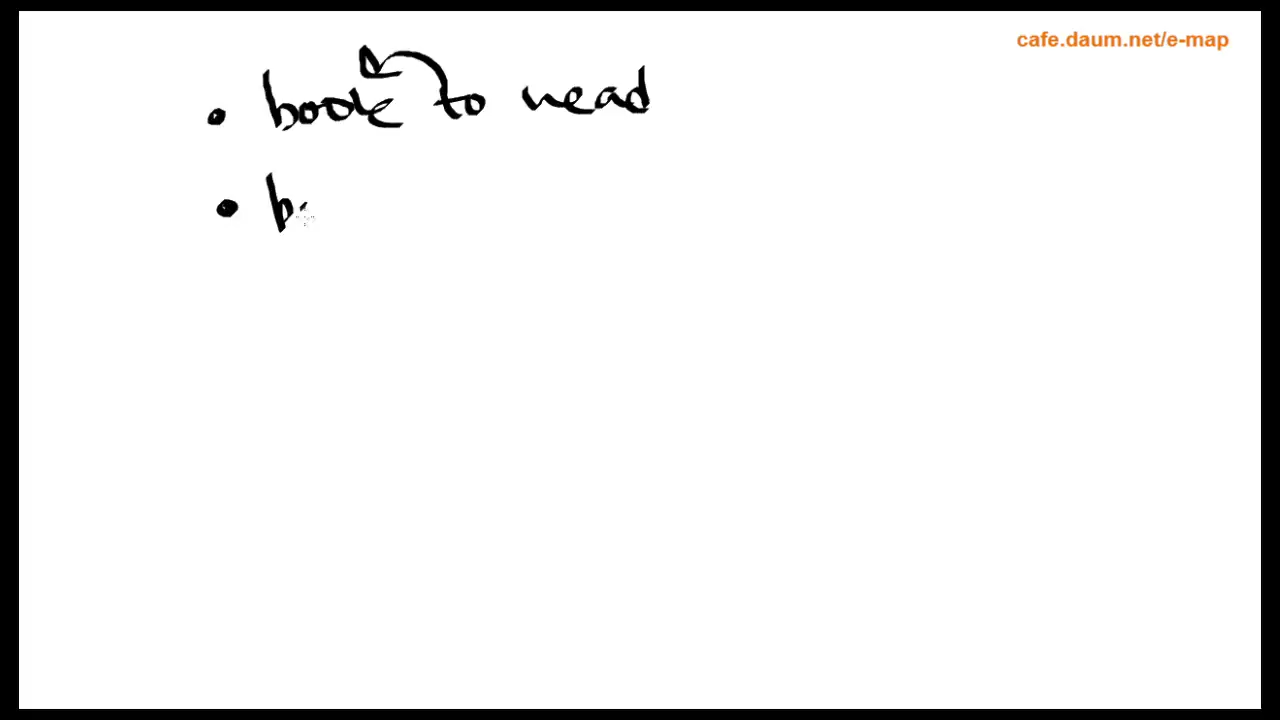 cafe.daum.net/e-map
• book to read
• b